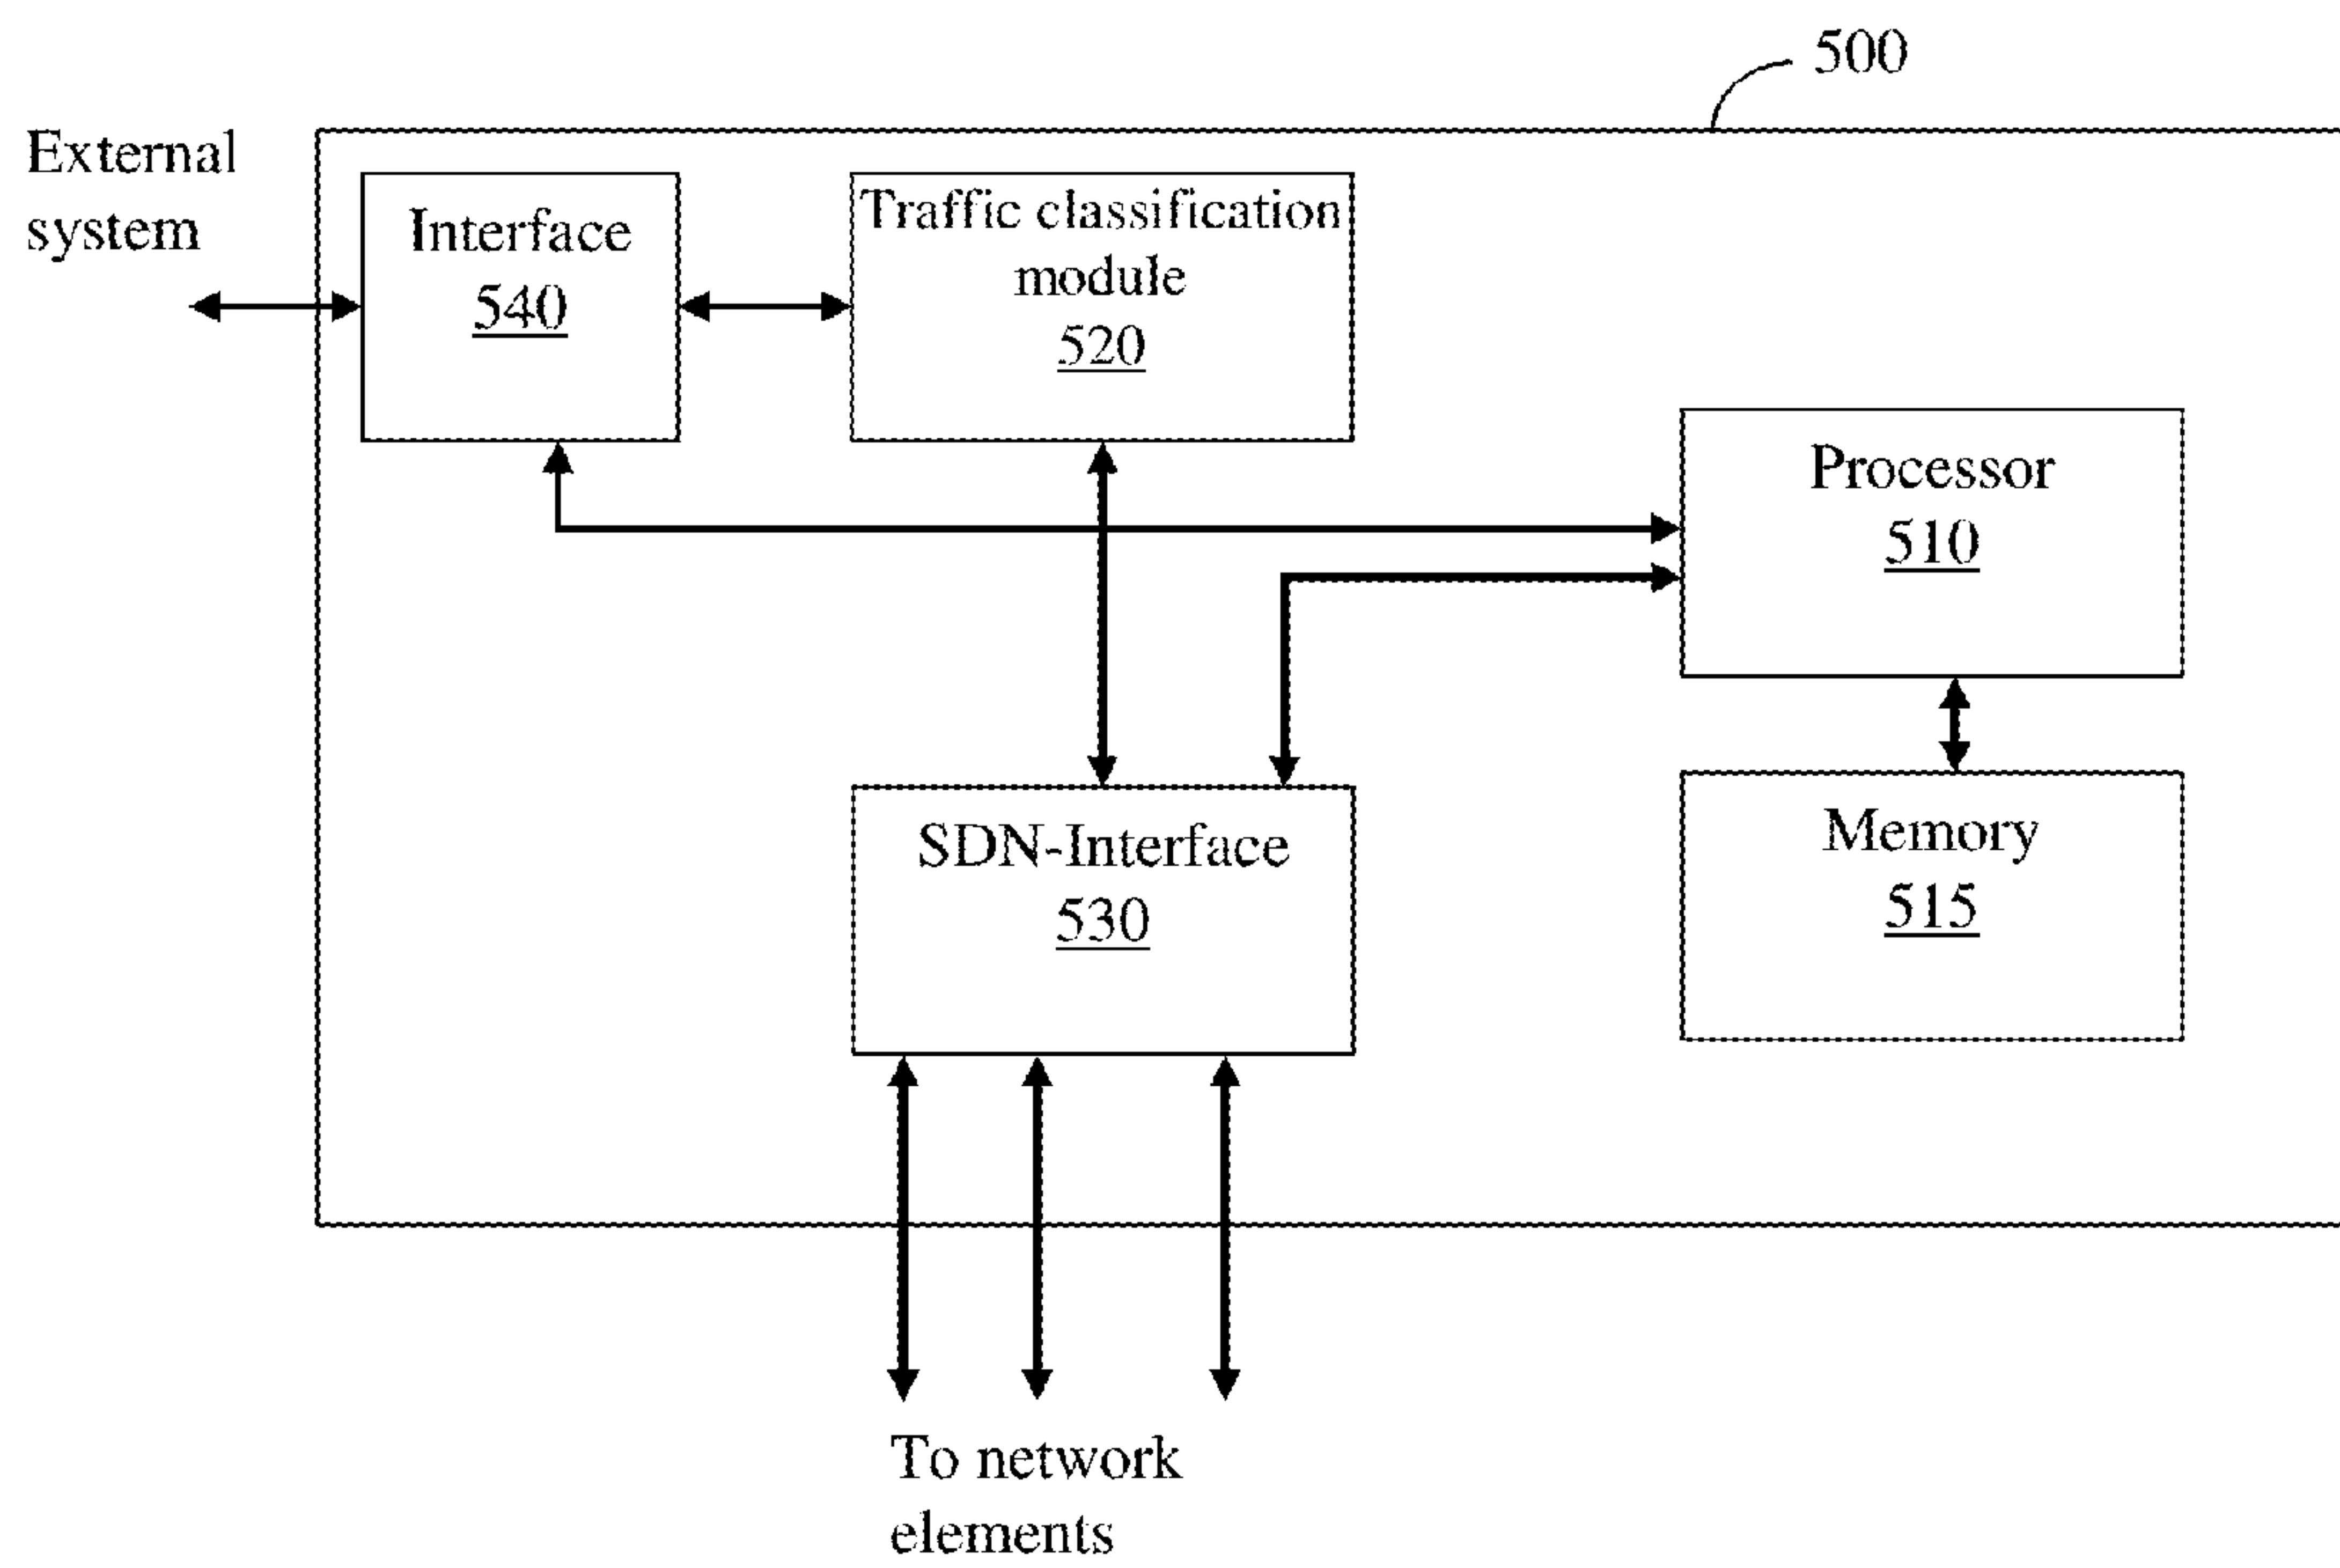 500
External
system
Interface
540
Traffic classification
module
520
Processor
510
SDN-Interface
530
Memory
515
To network
elements